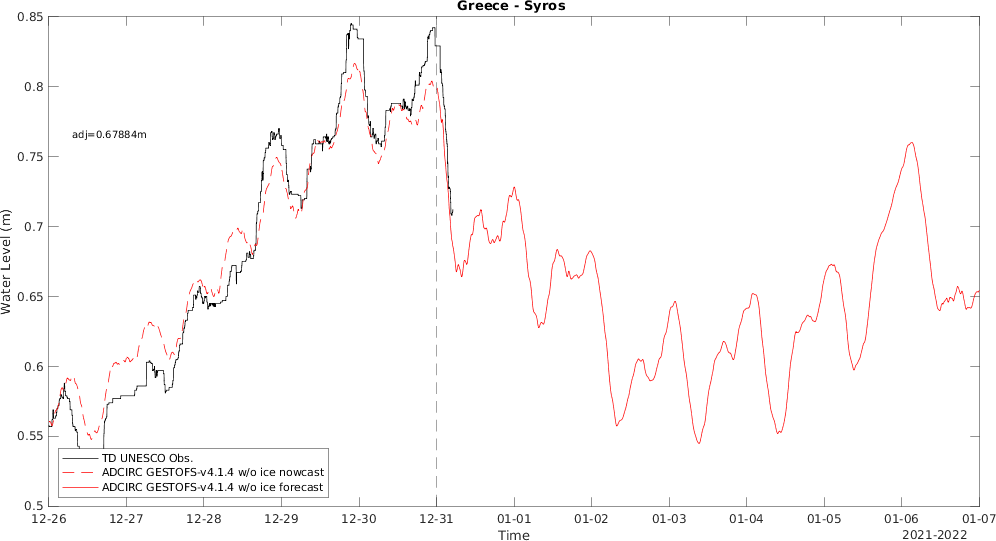 Greece - Syros
0.85
0.8
0.75
0.7
0.65
0.6
0.55
0.5
Water Level (m)
adj=0.67884m
TD UNESCO Obs.
ADCIRC GESTOFS-v4.1.4 w/o ice nowcast
ADCIRC GESTOFS-v4.1.4 w/o ice forecast
12-26 12-27 12-28 12-29 12-30 12-31 01-01 01-02 01-03 01-04 01-05 01-06 01-07
Time
2021-2022